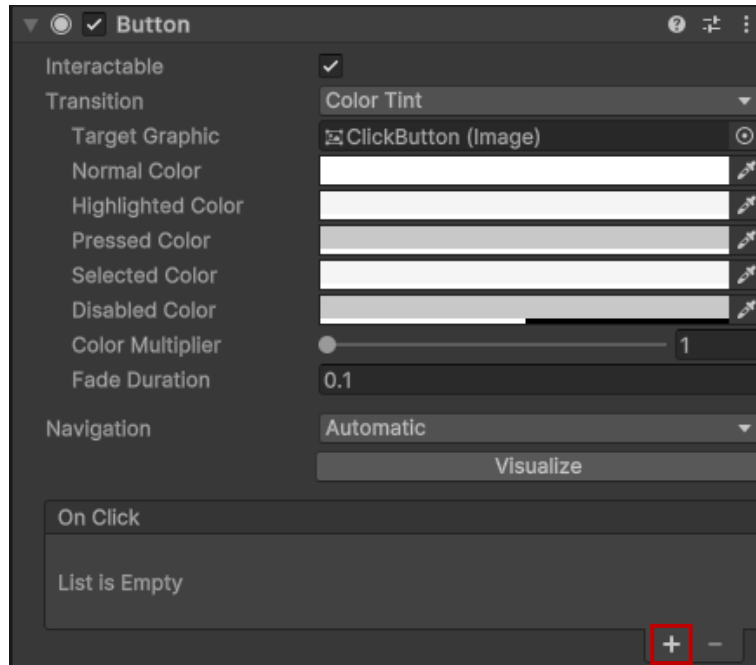 Button
Interactable
Transition Color Tint
Target Graphic ClickButton (Image)
Normal Color
Highlighted Color
Pressed Color
Selected Color
Disabled Color
Color Multiplier 1
Fade Duration 0.1
Navigation Automatic
Visualize
On Click
List is Empty